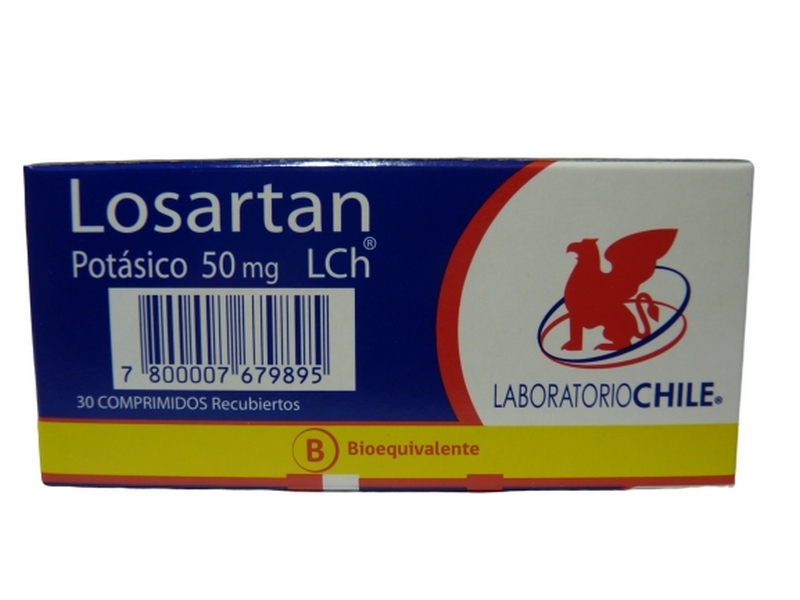 Losartan
Potásico 50 mg LCh®
7 800007 679895
30 COMPRIMIDOS Recubiertos
LABORATORIOCHILE®
B Bioequivalente